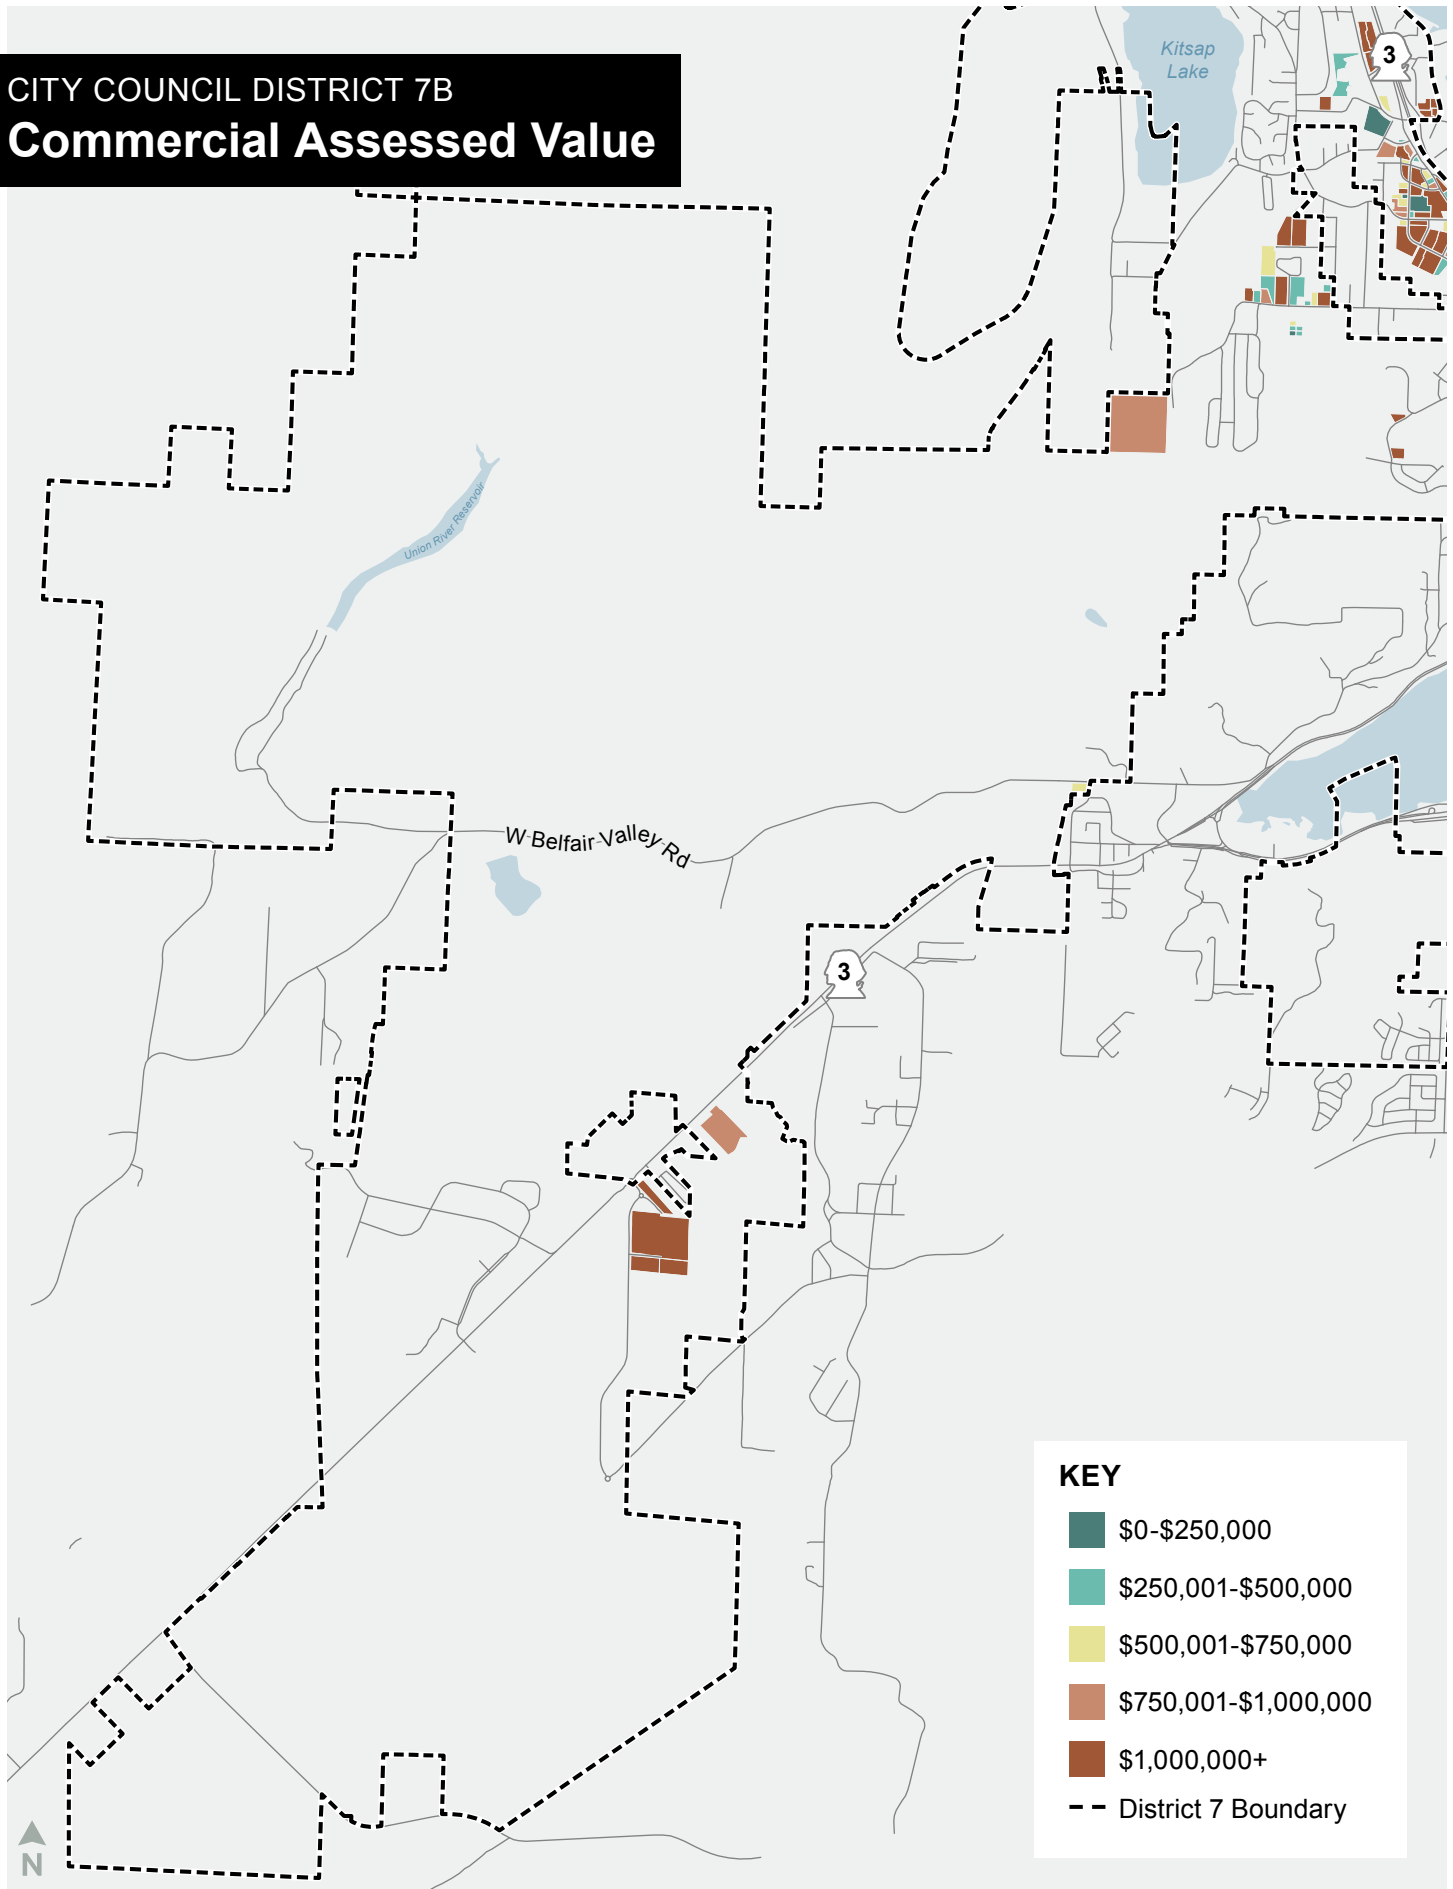 CITY COUNCIL DISTRICT 7B
Commercial Assessed Value
Kitsap
Lake
3
Union River Reservoir
W Belfair Valley Rd
3
KEY
$0-$250,000
$250,001-$500,000
$500,001-$750,000
$750,001-$1,000,000
$1,000,000+
District 7 Boundary
N